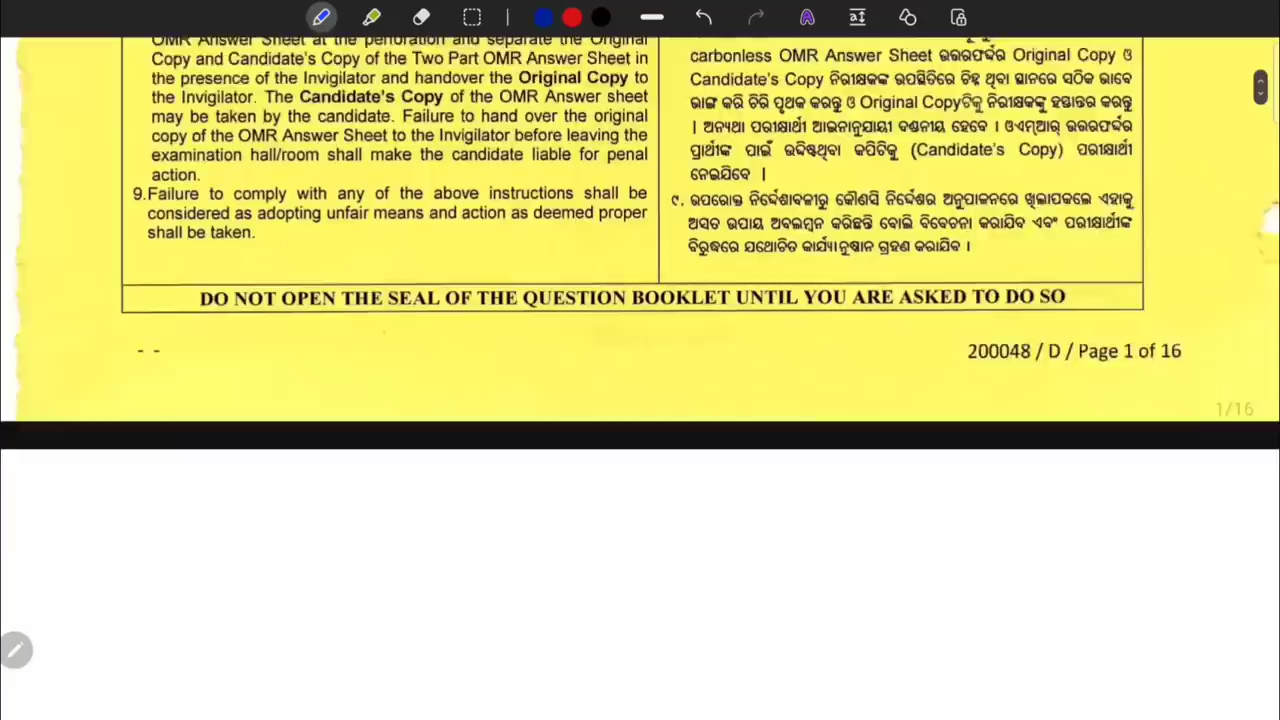 OMR Answer Sheet at the perforation and separate the Original
Copy and Candidate's Copy of the Two Part OMR Answer Sheet in
the presence of the Invigilator and handover the Original Copy to
the Invigilator. The Candidate's Copy of the OMR Answer sheet
may be taken by the candidate. Failure to hand over the original
copy of the OMR Answer Sheet to the Invigilator before leaving the
examination hall/room shall make the candidate liable for penal
action.
9.Failure to comply with any of the above instructions shall be
considered as adopting unfair means and action as deemed proper
shall be taken.
carbonless OMR Answer Sheet ଉତ୍ତରଫର୍ଦ୍ଦର Original Copy ଓ
Candidate's Copy ନିରୀକ୍ଷକଙ୍କ ଉପସ୍ଥିତିରେ ଚିହ୍ନ ଥିବା ସ୍ଥାନରେ ସଠିକ ଭାବେ
ଭାଙ୍ଗ କରି ଚିରି ପୃଥକ କରନ୍ତୁ ଓ Original Copyଟିକୁ ନିରୀକ୍ଷକଙ୍କୁ ହସ୍ତାନ୍ତର କରନ୍ତୁ
। ଅନ୍ୟଥା ପରୀକ୍ଷାର୍ଥୀ ଆଇନାନୁଯାୟୀ ଦଣ୍ଡନୀୟ ହେବେ । ଓଏମ୍‌ଆର୍ ଉତ୍ତରଫର୍ଦ୍ଦର
ପ୍ରାର୍ଥୀଙ୍କ ପାଇଁ ଉଦ୍ଦିଷ୍ଟଥିବା କପିଟିକୁ (Candidate's Copy) ପରୀକ୍ଷାର୍ଥୀ
ନେଇଯିବେ ।
୯. ଉପରୋକ୍ତ ନିର୍ଦ୍ଦେଶାବଳୀରୁ କୌଣସି ନିର୍ଦ୍ଦେଶର ଅନୁପାଳନରେ ଖିଲାପକଲେ ଏହାକୁ
ଅସତ ଉପାୟ ଅବଲମ୍ବନ କରିଛନ୍ତି ବୋଲି ବିବେଚନା କରାଯିବ ଏବଂ ପରୀକ୍ଷାର୍ଥୀଙ୍କ
ବିରୁଦ୍ଧରେ ଯଥୋଚିତ କାର୍ଯ୍ୟାନୁଷ୍ଠାନ ଗ୍ରହଣ କରାଯିବ ।
DO NOT OPEN THE SEAL OF THE QUESTION BOOKLET UNTIL YOU ARE ASKED TO DO SO
- -
200048 / D / Page 1 of 16
1/16